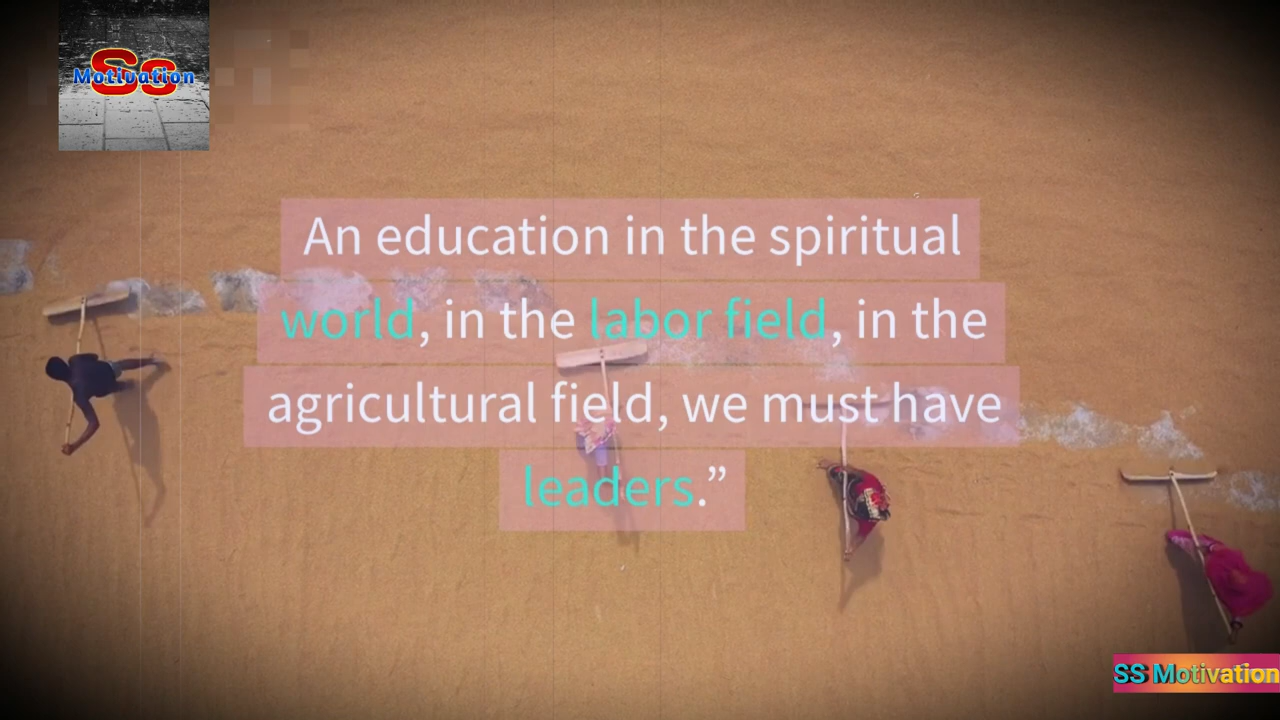 Ss
Motivation
An education in the spiritual
world, in the labor field, in the
agricultural field, we must have
leaders.”
SS Motivation